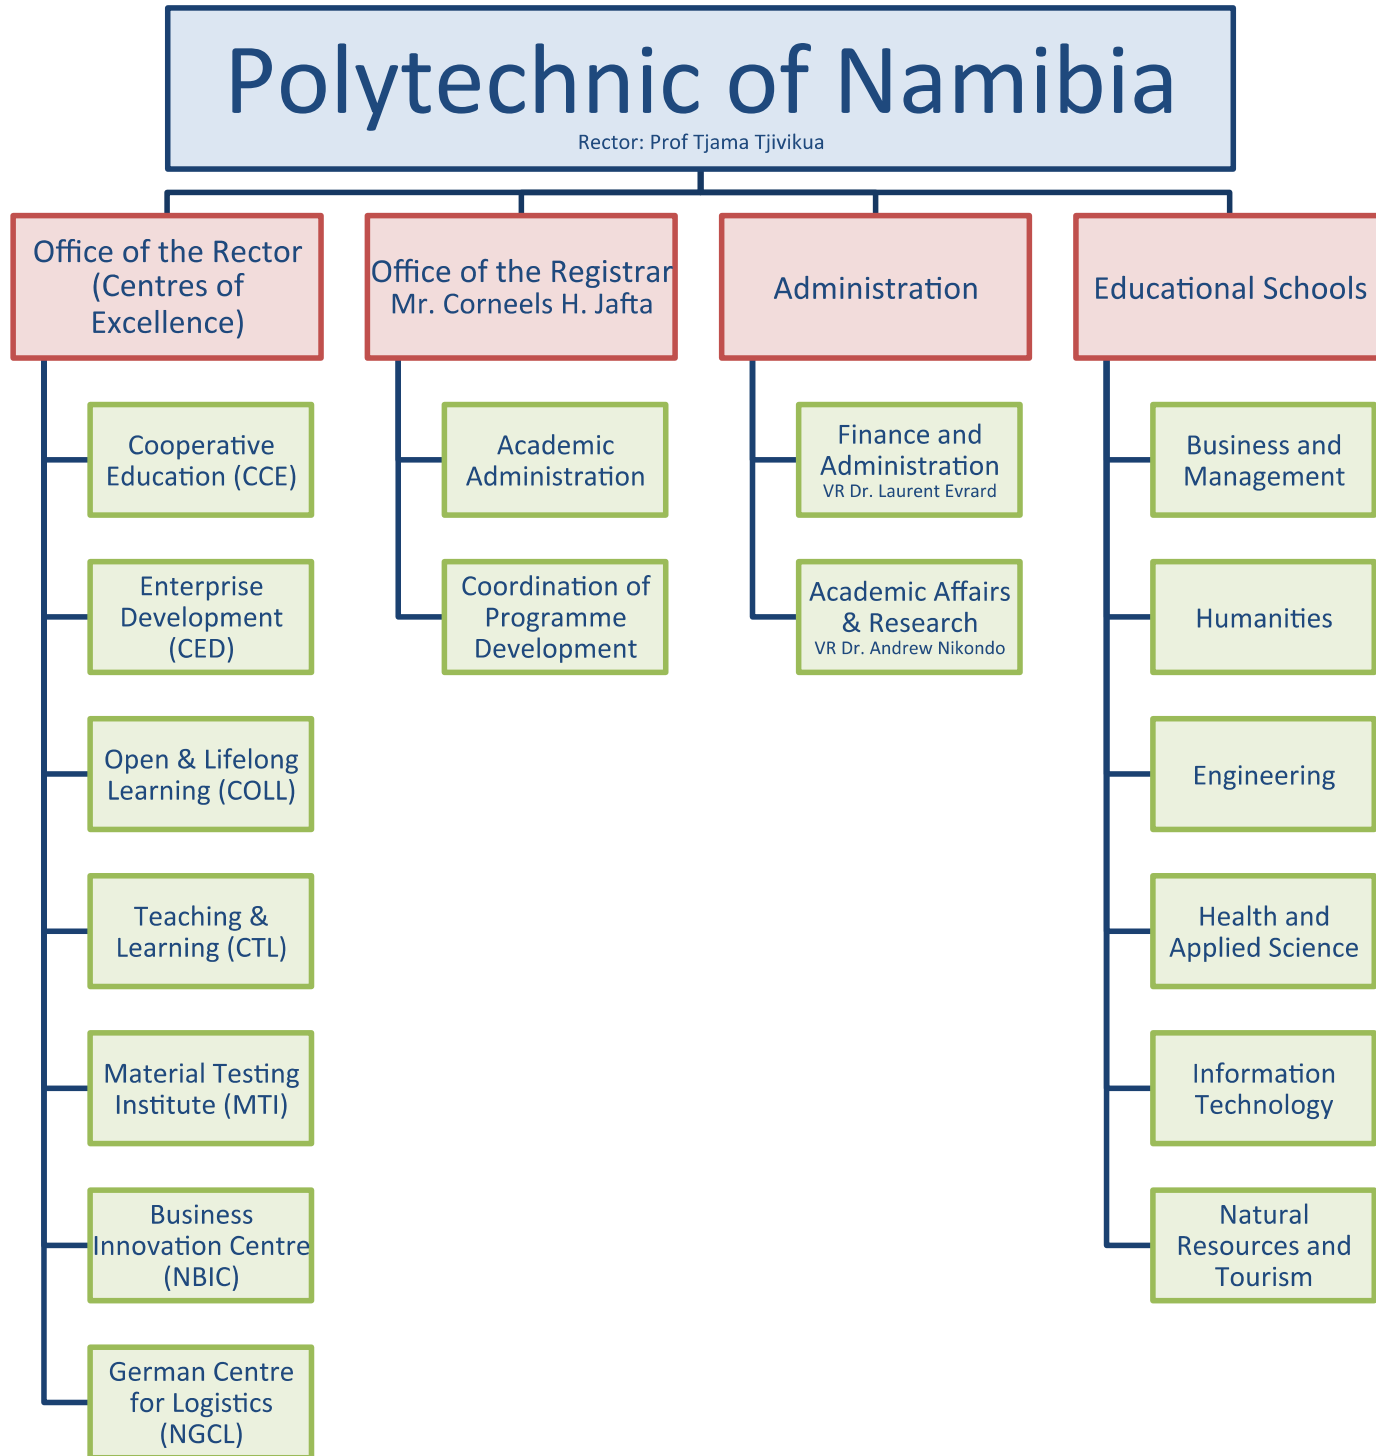 Polytechnic of Namibia
Rector: Prof Tjama Tjivikua
Office of the Rector
(Centres of
Excellence)
Cooperative
Education (CCE)
Enterprise
Development
(CED)
Open & Lifelong
Learning (COLL)
Teaching &
Learning (CTL)
Material Testing
Institute (MTI)
Business
Innovation Centre
(NBIC)
German Centre
for Logistics
(NGCL)
Office of the Registrar
Mr. Corneels H. Jafta
Academic
Administration
Coordination of
Programme
Development
Administration
Finance and
Administration
VR Dr. Laurent Evrard
Academic Affairs
& Research
VR Dr. Andrew Nikondo
Educational Schools
Business and
Management
Humanities
Engineering
Health and
Applied Science
Information
Technology
Natural
Resources and
Tourism